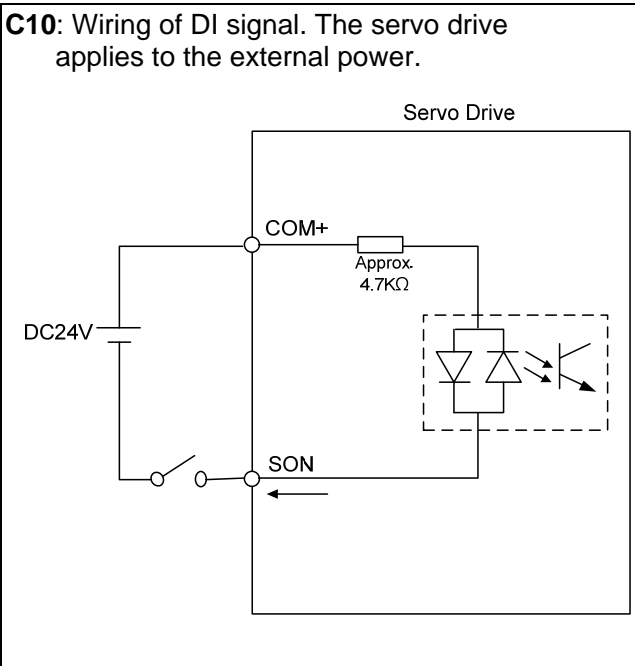 C10: Wiring of DI signal. The servo drive
applies to the external power.
Servo Drive
COM+
Approx.
4.7KΩ
DC24V
SON